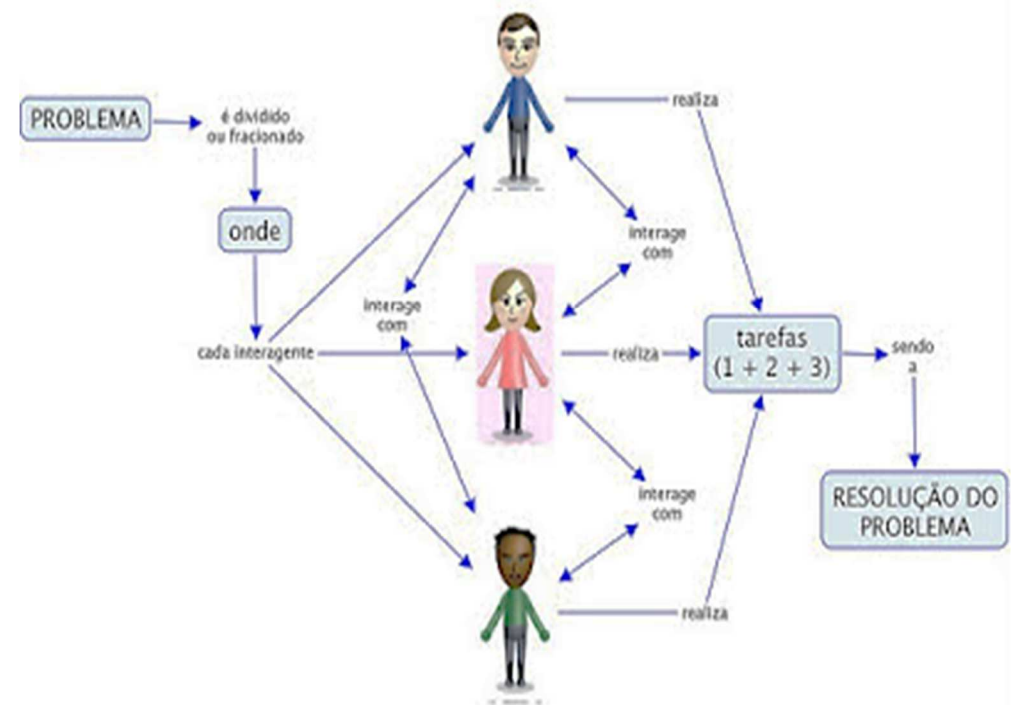 PROBLEMA
é dividido
ou fracionado
onde
cada interagente
interage
com
realiza
interage
com
realiza
interage
com
realiza
tarefas
(1 + 2 + 3)
sendo
a
RESOLUÇÃO DO
PROBLEMA